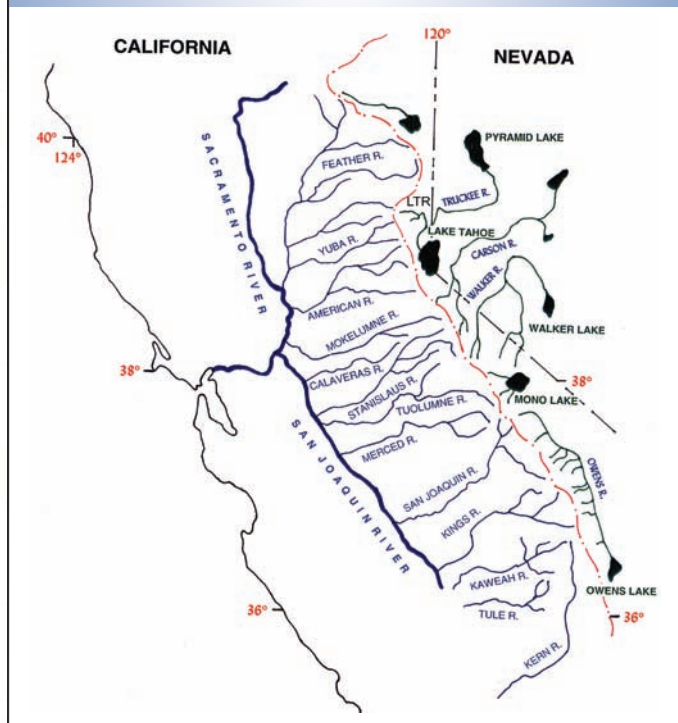 CALIFORNIA
120°
NEVADA
40°
124°
SACRAMENTO RIVER
FEATHER R.
PYRAMID LAKE
LTR
TRUCKEE R.
LAKE TAHOE
YUBA R.
CARSON R.
WALKER R.
AMERICAN R.
WALKER LAKE
MOKELUMNE R.
38°
38°
CALAVERAS R.
MONO LAKE
STANISLAUS R.
TUOLUMNE R.
MERCED R.
SAN JOAQUIN RIVER
SAN JOAQUIN R.
OWENS R.
KINGS R.
KAWEAH R.
OWENS LAKE
36°
TULE R.
36°
KERN R.